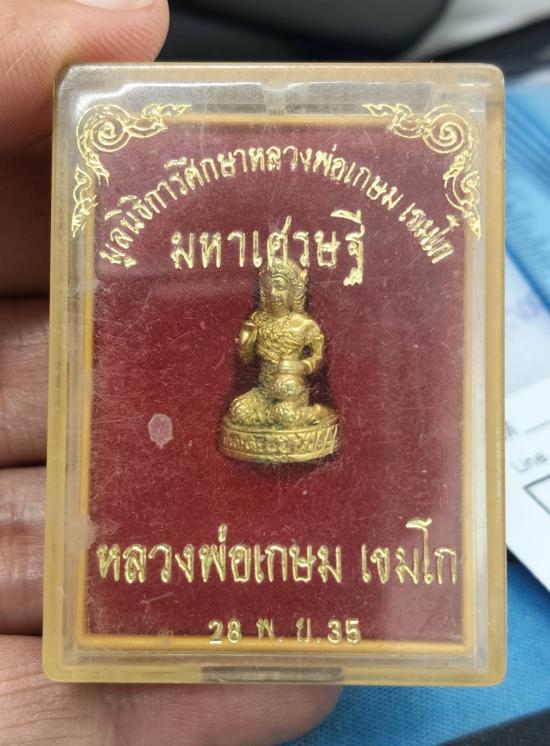 มูลนิธิการศึกษาหลวงพ่อเกษม เขมโก
มหาเศรษฐี
หลวงพ่อเกษม เขมโก
28 พ.ย.35
Line